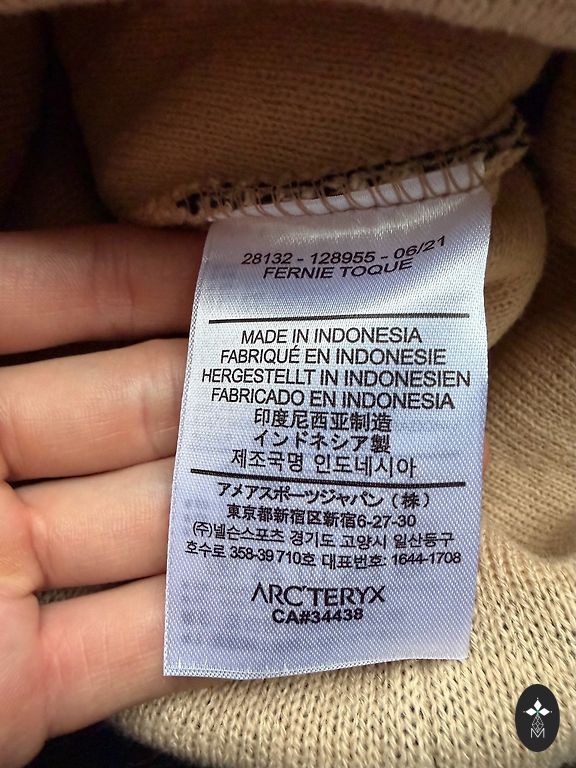 28132 - 128955 - 06/21
FERNIE TOQUE
MADE IN INDONESIA
FABRIQUÉ EN INDONESIE
HERGESTELLT IN INDONESIEN
FABRICADO EN INDONESIA
印度尼西亚制造
インドネシア製
제조국명 인도네시아
アメアスポーツジャパン（株）
東京都新宿区新宿6-27-30
(주)넬슨스포츠 경기도 고양시 일산동구
호수로 358-39 710호 대표번호: 1644-1708
ARC'TERYX
CA#34438
M